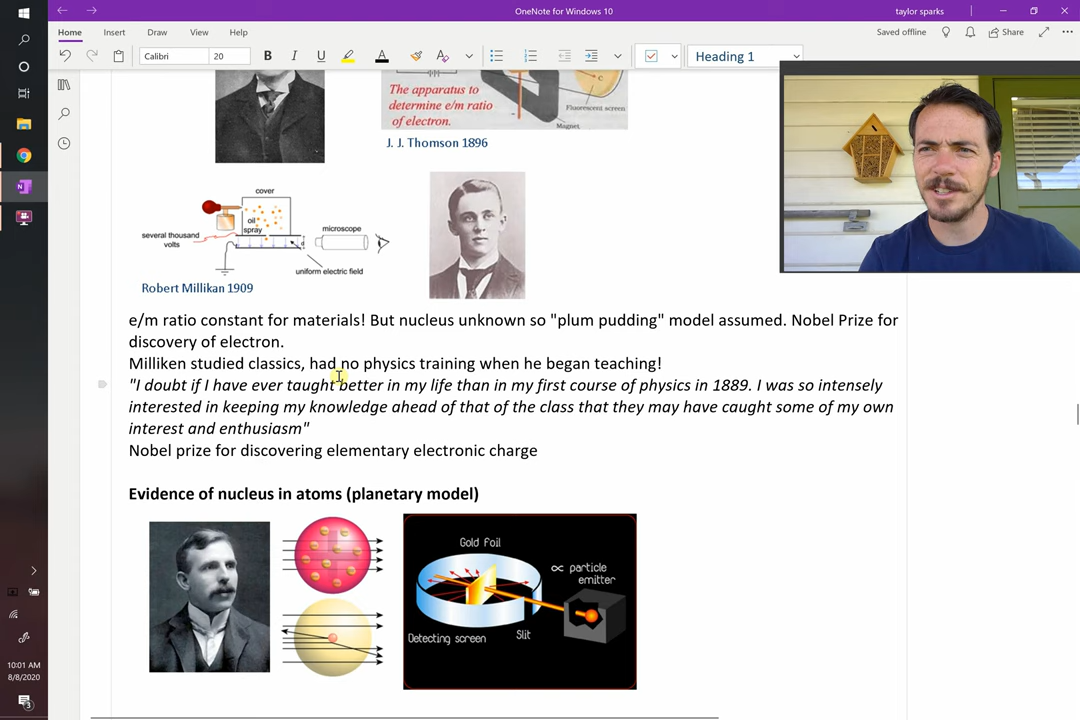 OneNote for Windows 10
taylor sparks
Home Insert Draw View Help
Saved offline
Share
Calibri 20
B I U A
Heading 1
The apparatus to
determine e/m ratio
of electron.
C
Fluorescent screen
Magnet
J. J. Thomson 1896
cover
oil
spray
several thousand
volts
microscope
uniform electric field
Robert Millikan 1909
e/m ratio constant for materials! But nucleus unknown so "plum pudding" model assumed. Nobel Prize for
discovery of electron.
Milliken studied classics, had no physics training when he began teaching!
"I doubt if I have ever taught better in my life than in my first course of physics in 1889. I was so intensely
interested in keeping my knowledge ahead of that of the class that they may have caught some of my own
interest and enthusiasm"
Nobel prize for discovering elementary electronic charge
Evidence of nucleus in atoms (planetary model)
Gold Foil
∝ particle
emitter
Detecting screen
Slit
10:01 AM
8/8/2020
3